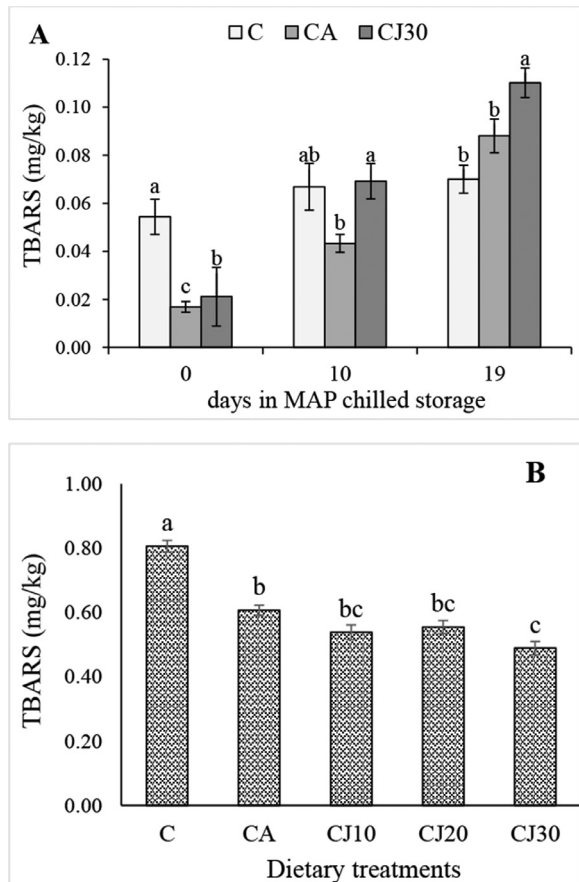 A
C CA CJ30
TBARS (mg/kg)
0.12
0.10
0.08
0.06
0.04
0.02
0.00
a
c
b
ab
b
a
b
b
a
0 10 19
days in MAP chilled storage
B
TBARS (mg/kg)
1.00
0.80
0.60
0.40
0.20
0.00
a
b
bc
bc
c
C CA CJ10 CJ20 CJ30
Dietary treatments